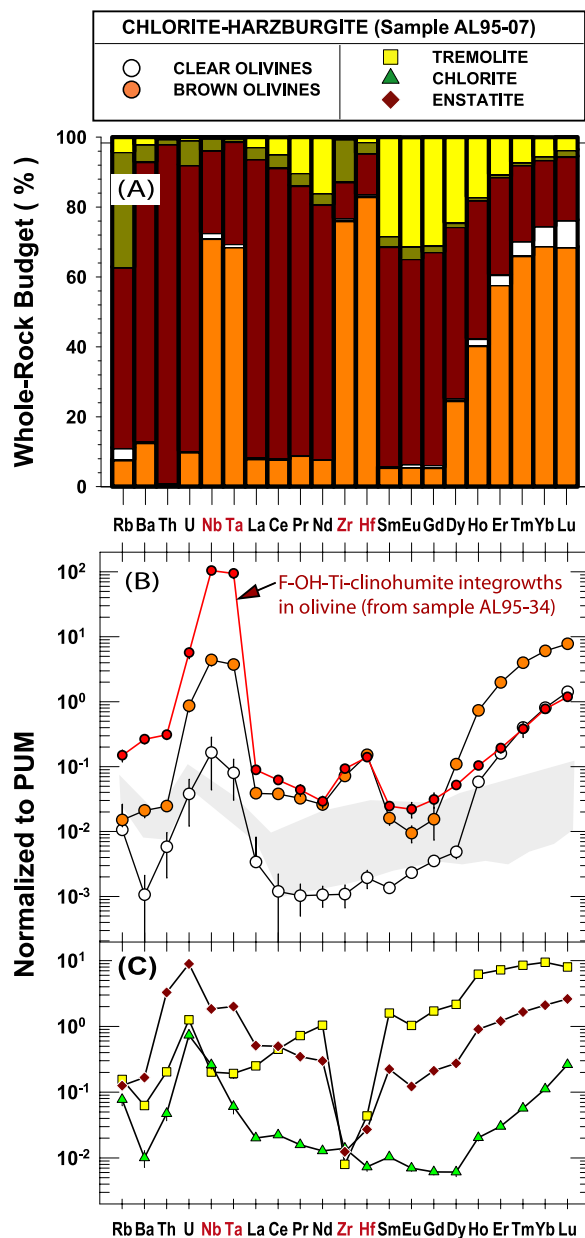 CHLORITE-HARZBURGITE (Sample AL95-07)
CLEAR OLIVINES
BROWN OLIVINES
TREMOLITE
CHLORITE
ENSTATITE
Whole-Rock Budget ( % )
100
80
60
40
20
0
(A)
Rb Ba Th U Nb Ta La Ce Pr Nd Zr Hf Sm Eu Gd Dy Ho Er Tm Yb Lu
Normalized to PUM
(B)
F-OH-Ti-clinohumite integrowths
in olivine (from sample AL95-34)
10²
10¹
10⁰
10⁻¹
10⁻²
10⁻³
(C)
10¹
10⁰
10⁻¹
10⁻²
Rb Ba Th U Nb Ta La Ce Pr Nd Zr Hf Sm Eu Gd Dy Ho Er Tm Yb Lu